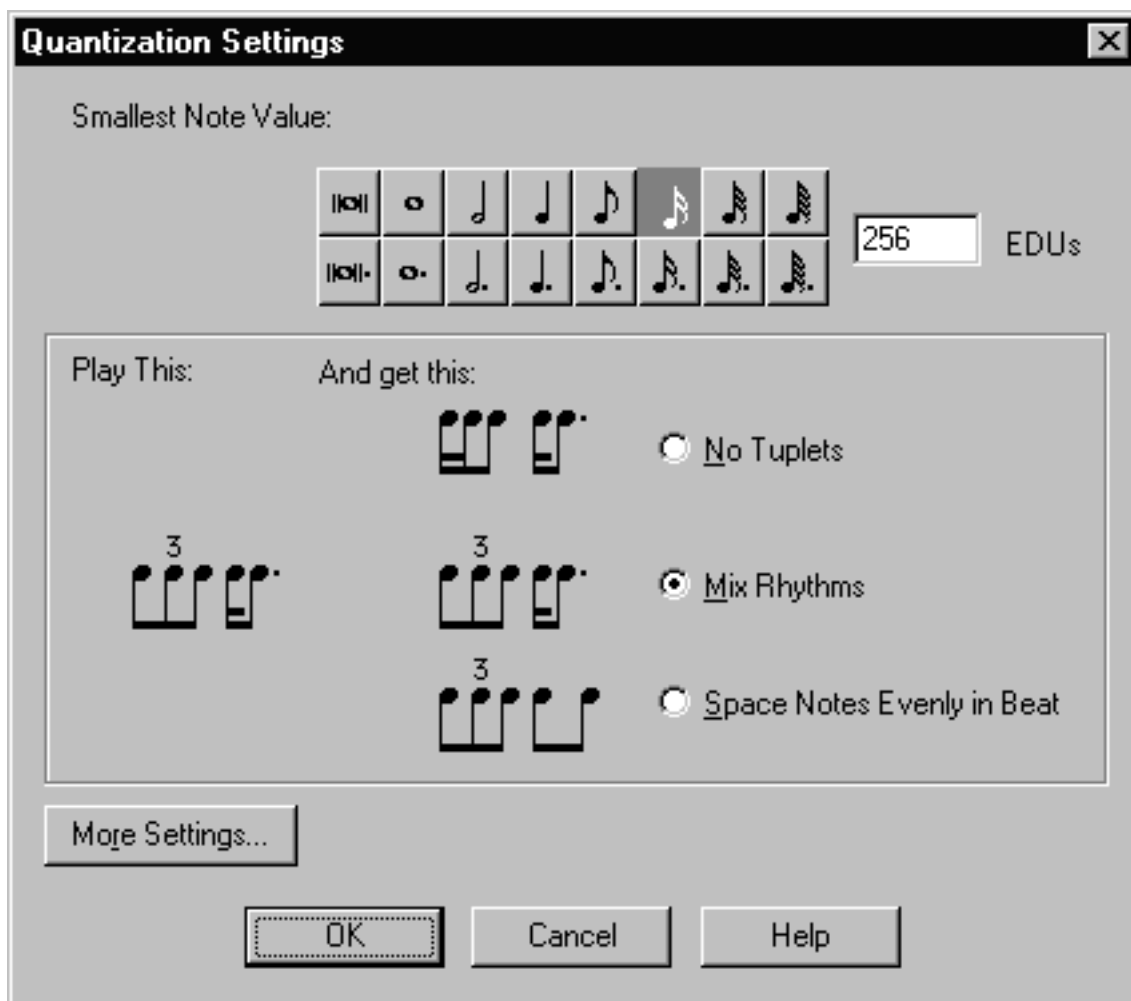 Quantization Settings
Smallest Note Value:
256 EDUs
Play This: And get this:
No Tuplets
3 3 Mix Rhythms
3
Space Notes Evenly in Beat
More Settings...
OK Cancel Help